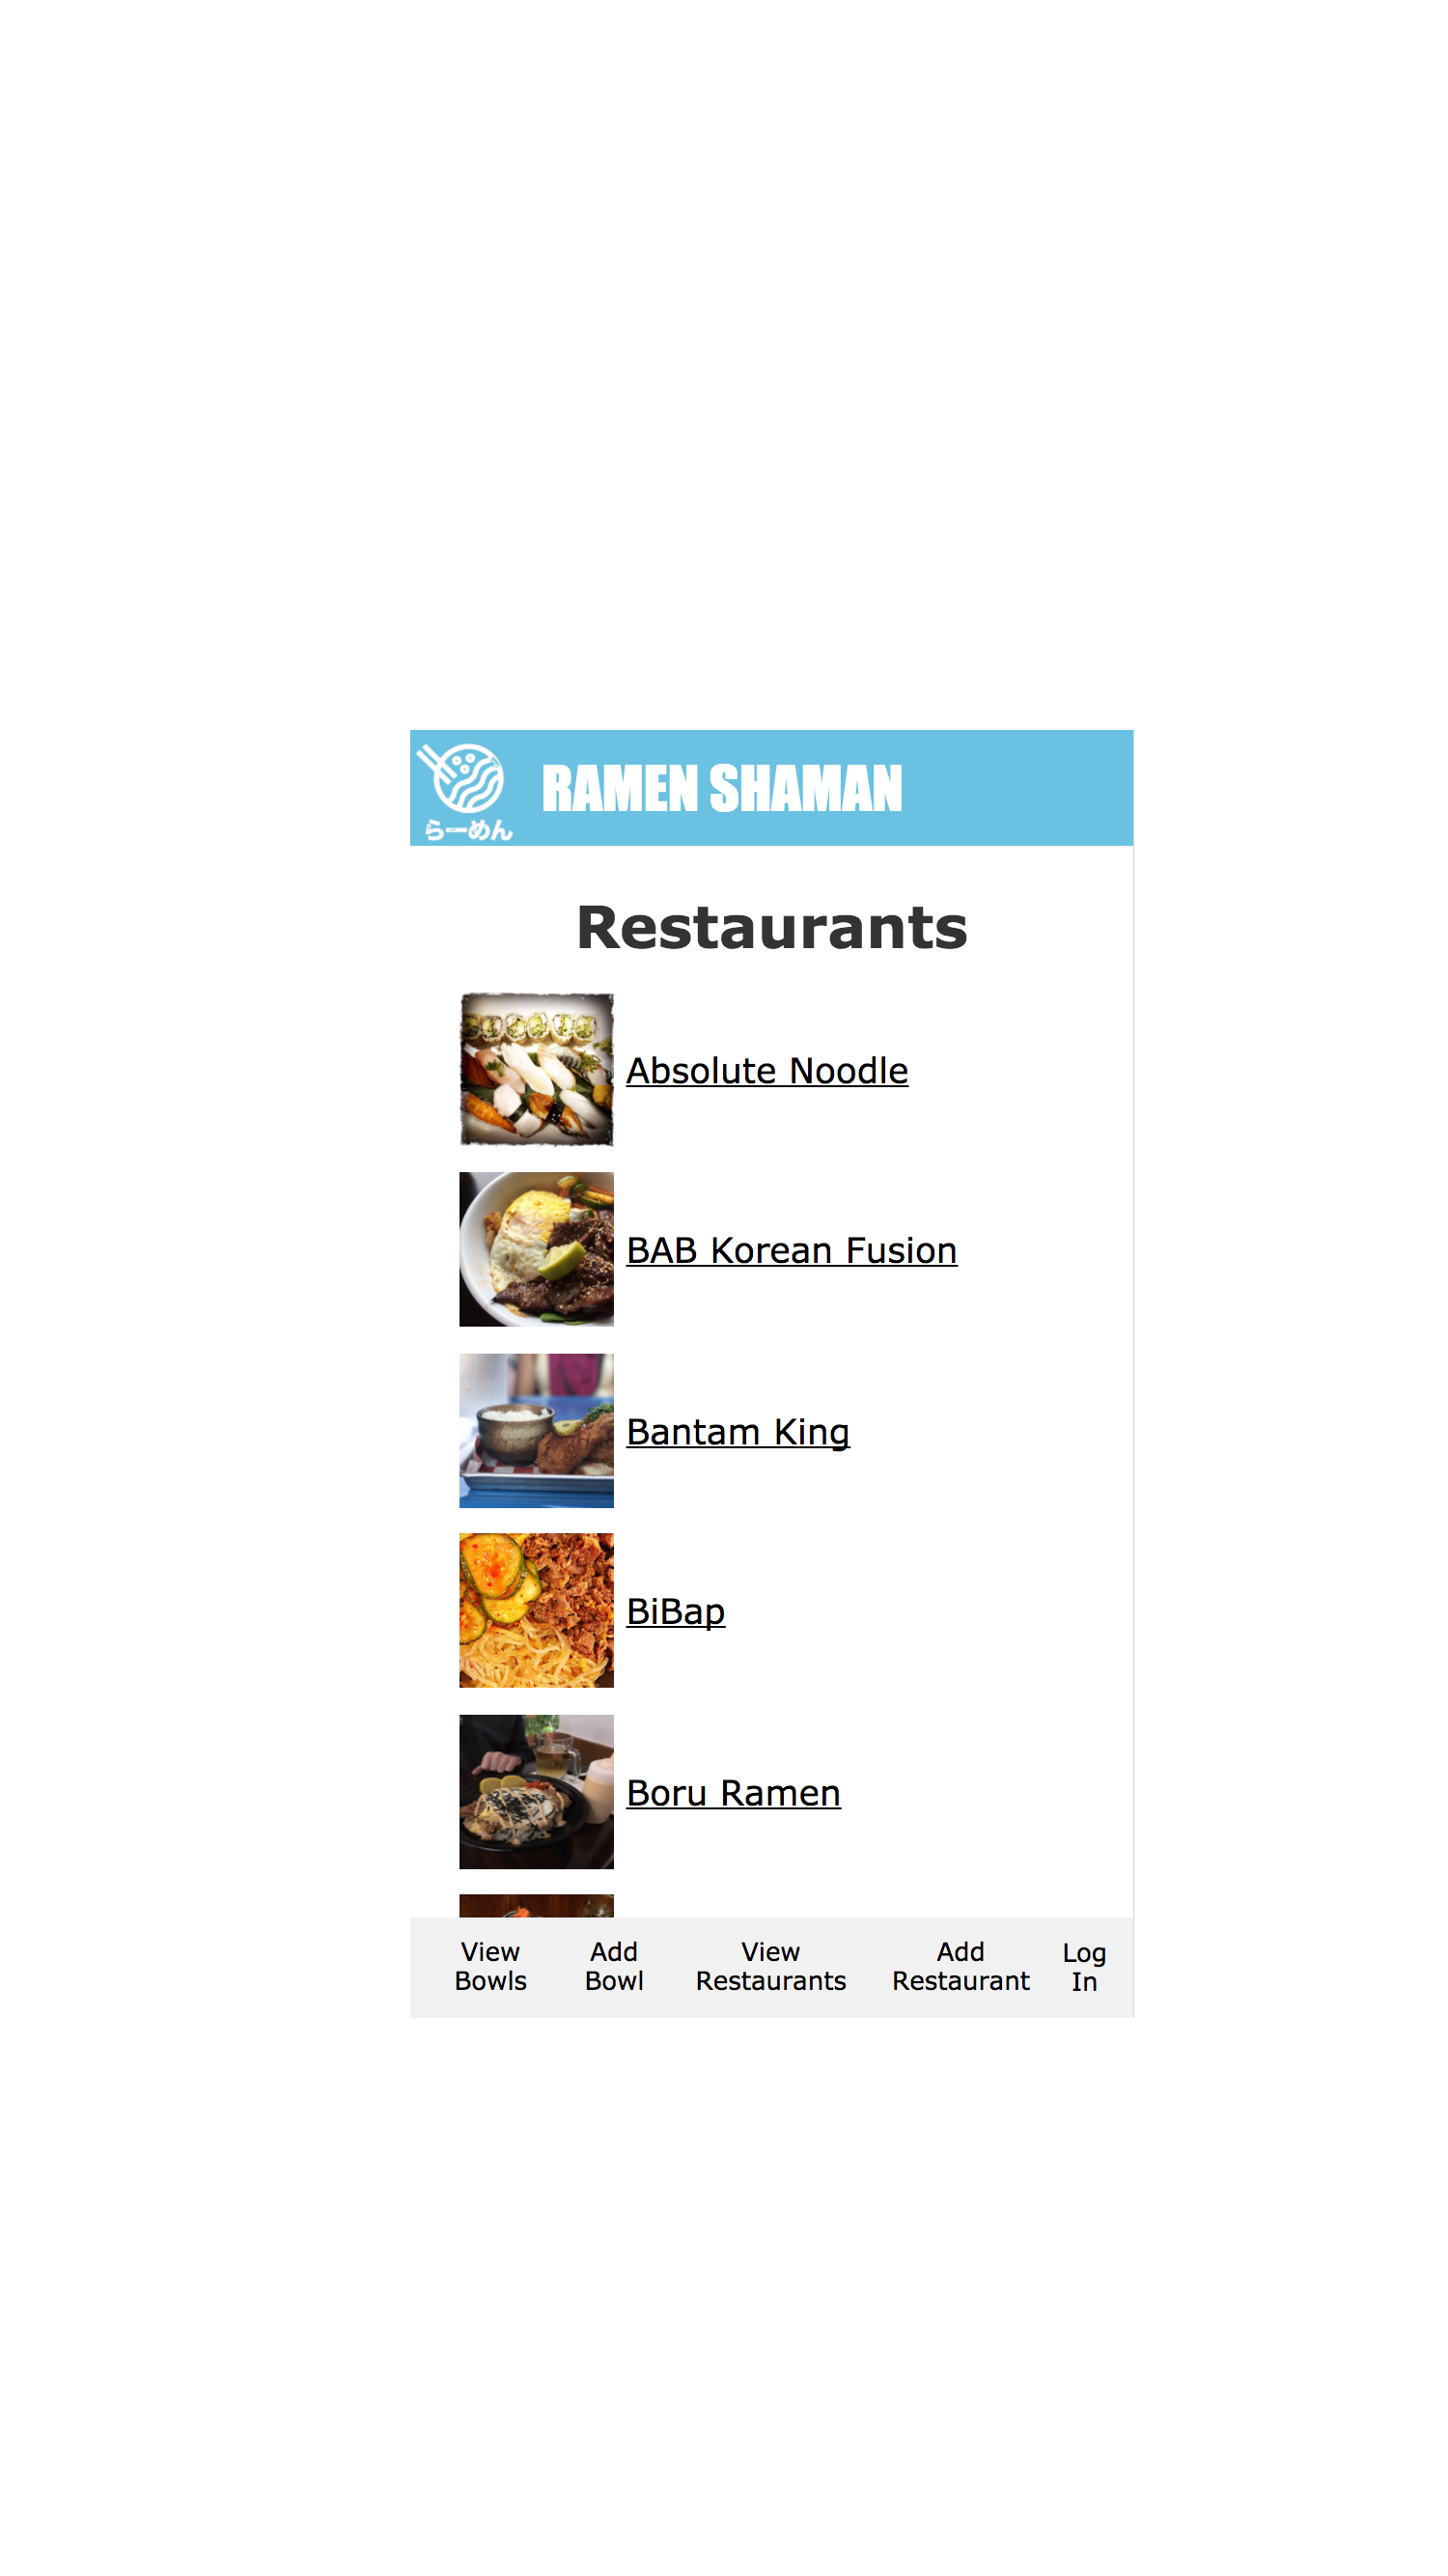 らーめん
RAMEN SHAMAN
Restaurants
Absolute Noodle
BAB Korean Fusion
Bantam King
BiBap
Boru Ramen
View
Bowls
Add
Bowl
View
Restaurants
Add
Restaurant
Log
In